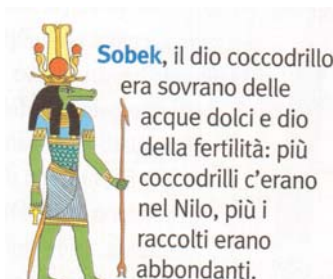 Sobek, il dio coccodrillo
era sovrano delle
acque dolci e dio
della fertilità: più
coccodrilli c'erano
nel Nilo, più i
raccolti erano
abbondanti.